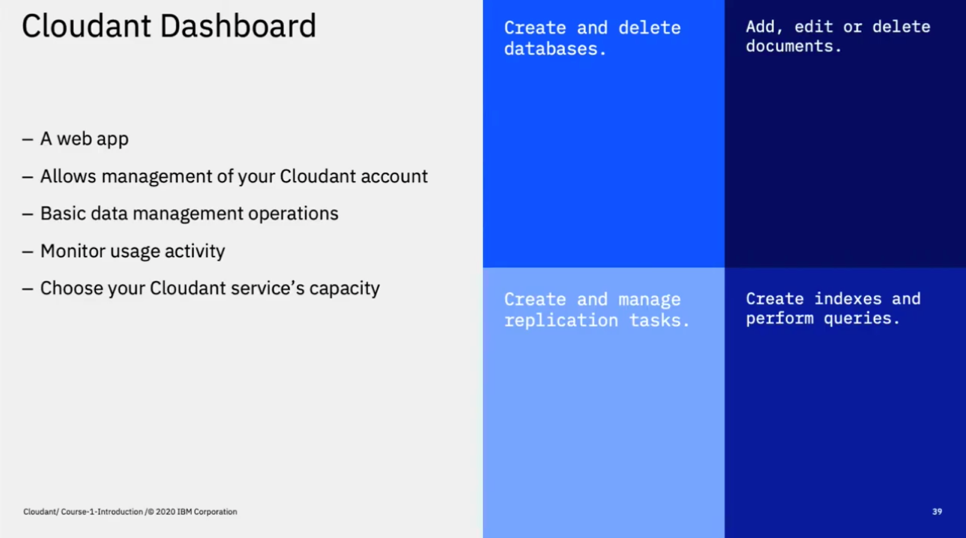 Cloudant Dashboard
– A web app
– Allows management of your Cloudant account
– Basic data management operations
– Monitor usage activity
– Choose your Cloudant service’s capacity
Create and delete
databases.
Add, edit or delete
documents.
Create and manage
replication tasks.
Create indexes and
perform queries.
Cloudant/ Course-1-Introduction /© 2020 IBM Corporation
39